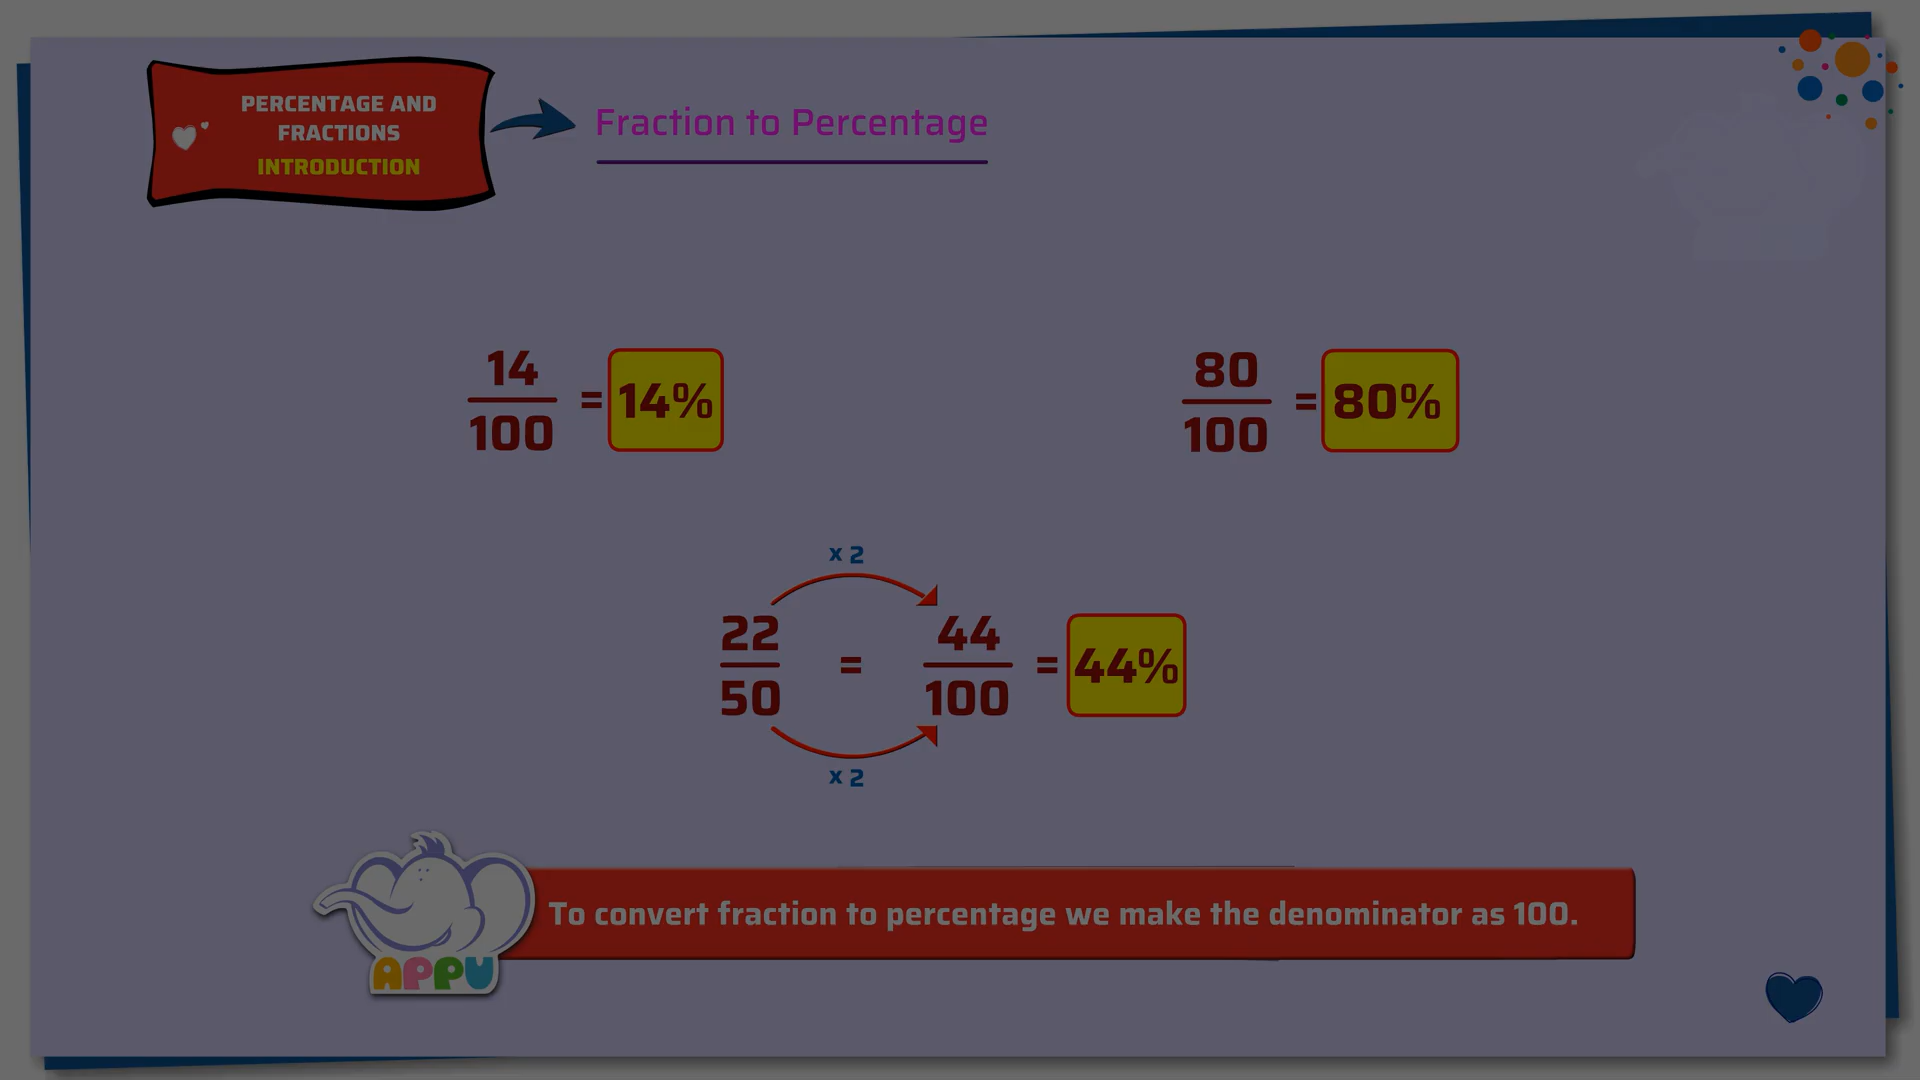 PERCENTAGE AND
FRACTIONS
INTRODUCTION
Fraction to Percentage
14/100 = 14%
80/100 = 80%
x 2
22/50 = 44/100 = 44%
x 2
To convert fraction to percentage we make the denominator as 100.
APPU